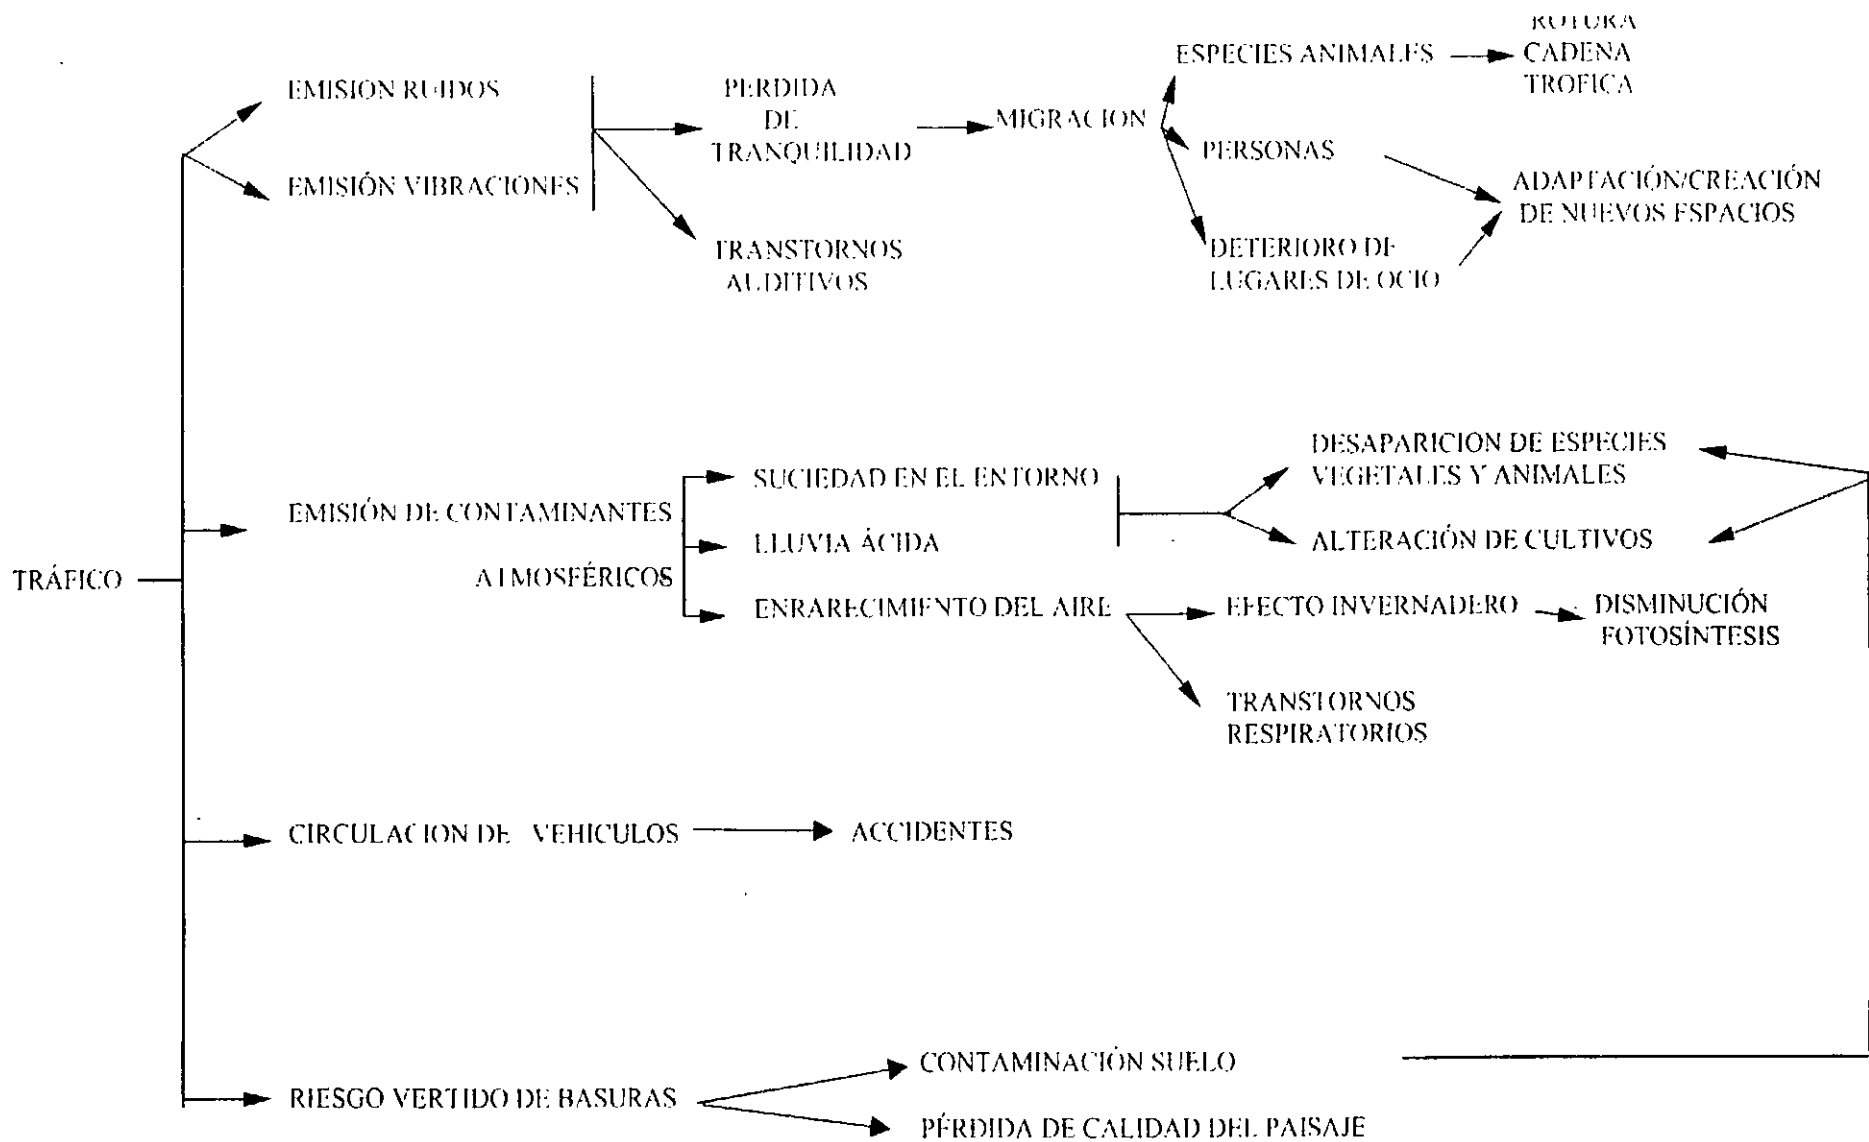 EMISION RUIDOS
EMISIÓN VIBRACIONES
PERDIDA
DE
TRANQUILIDAD
TRANSTORNOS
AUDITIVOS
MIGRACION
ESPECIES ANIMALES
ROTURA
CADENA
TROFICA
PERSONAS
DETERIORO DE
LUGARES DE OCIO
ADAPTACIÓN/CREACIÓN
DE NUEVOS ESPACIOS
TRÁFICO
EMISIÓN DE CONTAMINANTES
ATMOSFÉRICOS
SUCIEDAD EN EL ENTORNO
LLUVIA ÁCIDA
ENRARECIMIENTO DEL AIRE
DESAPARICION DE ESPECIES
VEGETALES Y ANIMALES
ALTERACIÓN DE CULTIVOS
EFECTO INVERNADERO
DISMINUCIÓN
FOTOSÍNTESIS
TRANSTORNOS
RESPIRATORIOS
CIRCULACION DE VEHICULOS
ACCIDENTES
RIESGO VERTIDO DE BASURAS
CONTAMINACIÓN SUELO
PÉRDIDA DE CALIDAD DEL PAISAJE